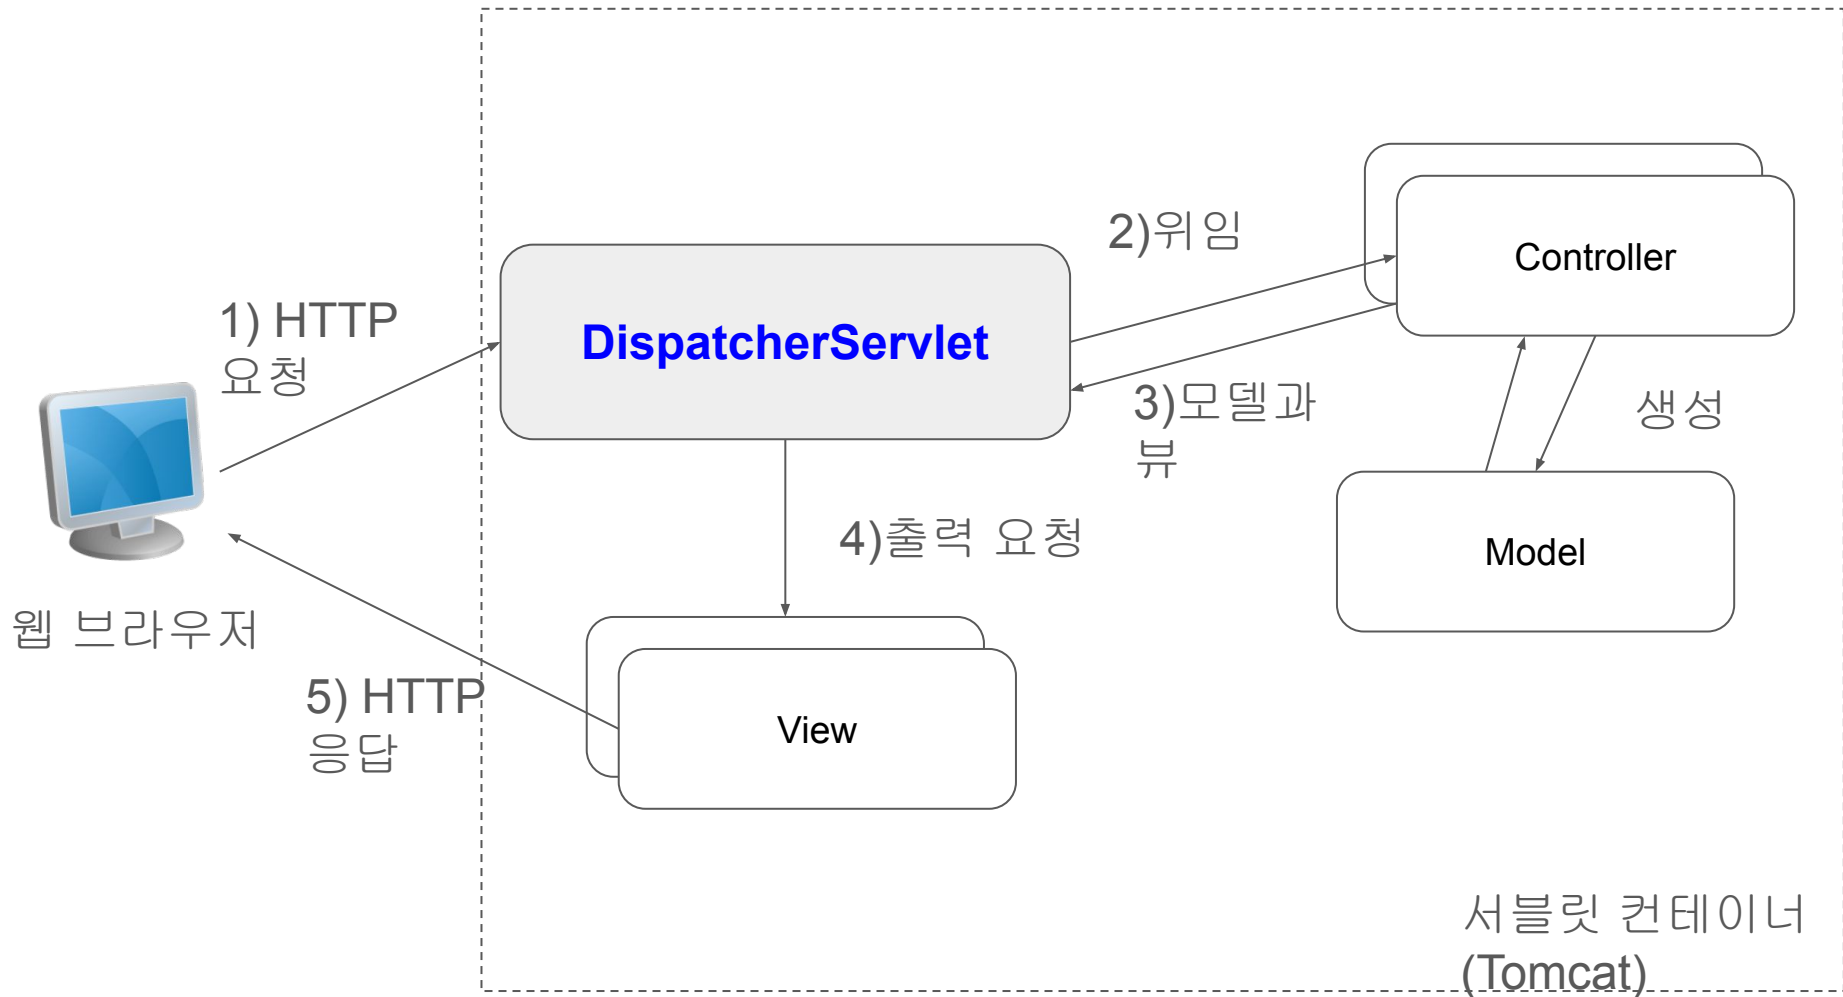 1) HTTP
요청
웹 브라우저
DispatcherServlet
2)위임
3)모델과
뷰
Controller
생성
Model
4)출력 요청
View
5) HTTP
응답
서블릿 컨테이너
(Tomcat)